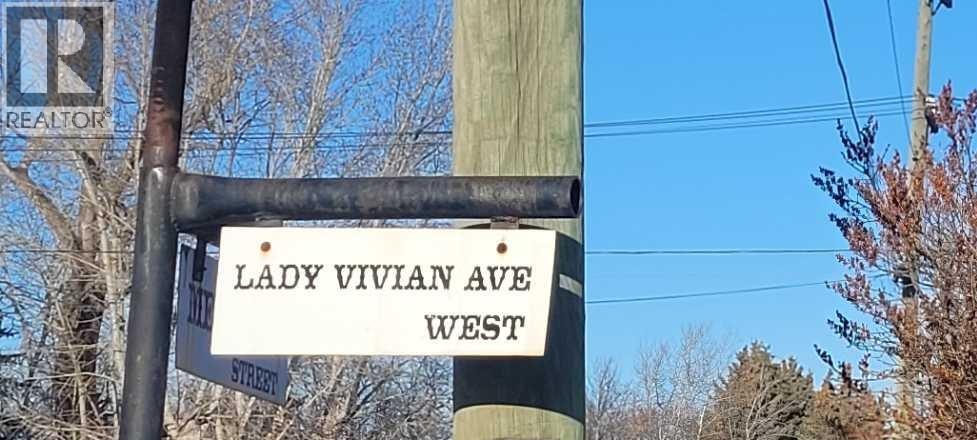 R
REALTOR®
LADY VIVIAN AVE
WEST
STREET